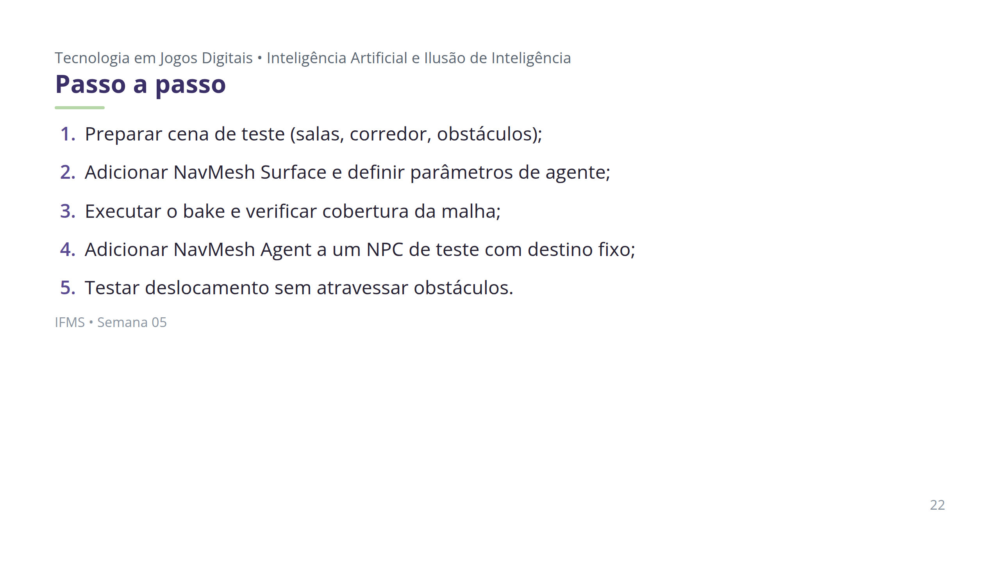 Tecnologia em Jogos Digitais • Inteligência Artificial e Ilusão de Inteligência
Passo a passo
1. Preparar cena de teste (salas, corredor, obstáculos);
2. Adicionar NavMesh Surface e definir parâmetros de agente;
3. Executar o bake e verificar cobertura da malha;
4. Adicionar NavMesh Agent a um NPC de teste com destino fixo;
5. Testar deslocamento sem atravessar obstáculos.
IFMS • Semana 05
22